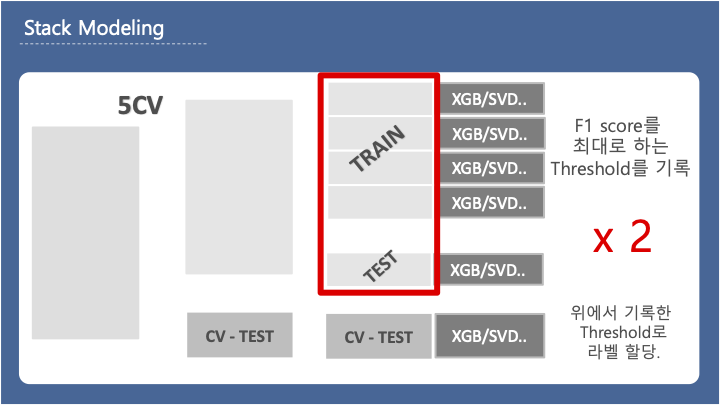 Stack Modeling
5CV
TRAIN
TEST
XGB/SVD..
XGB/SVD..
XGB/SVD..
XGB/SVD..
XGB/SVD..
F1 score를
최대로 하는
Threshold를 기록
x 2
CV - TEST
CV - TEST
XGB/SVD..
위에서 기록한
Threshold로
라벨 할당.